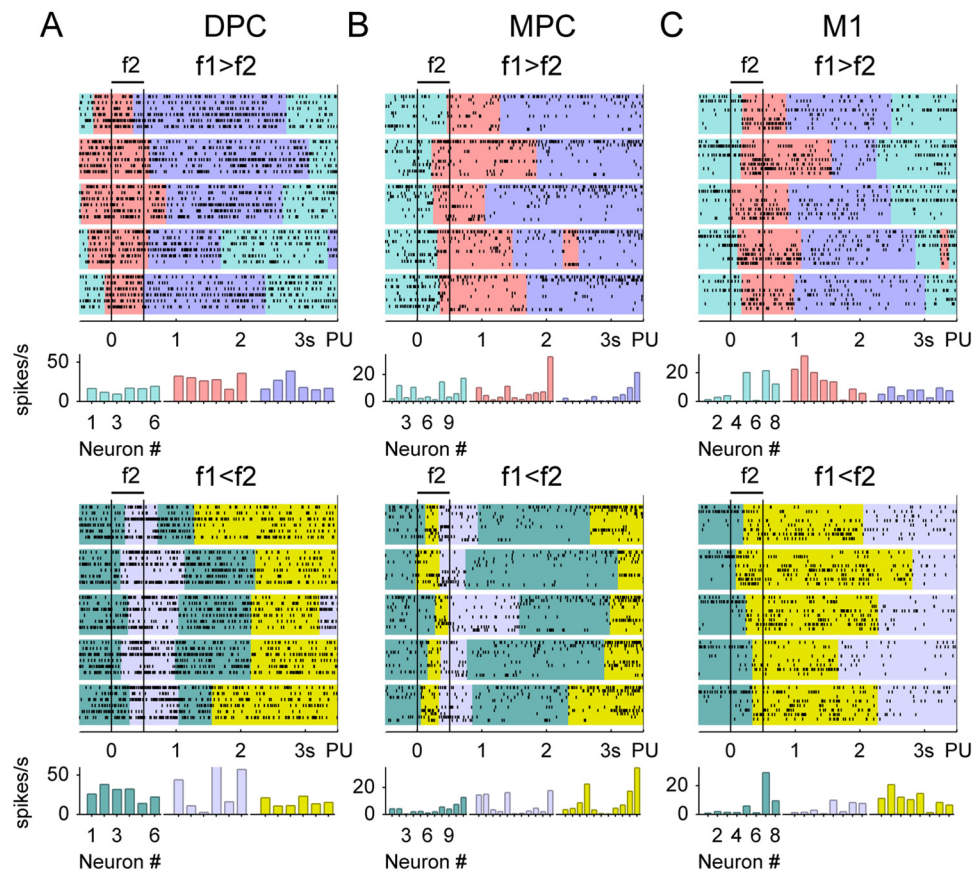 A DPC B MPC C M1
f2 f1>f2 f2 f1>f2 f2 f1>f2
0 1 2 3s PU 0 1 2 3s PU 0 1 2 3s PU
50 20 20
spikes/s
0 0 0
1 3 6 3 6 9 2 4 6 8
Neuron # Neuron # Neuron #
f2 f1<f2 f2 f1<f2 f2 f1<f2
0 1 2 3s PU 0 1 2 3s PU 0 1 2 3s PU
50 20 20
spikes/s
0 0 0
1 3 6 3 6 9 2 4 6 8
Neuron # Neuron # Neuron #